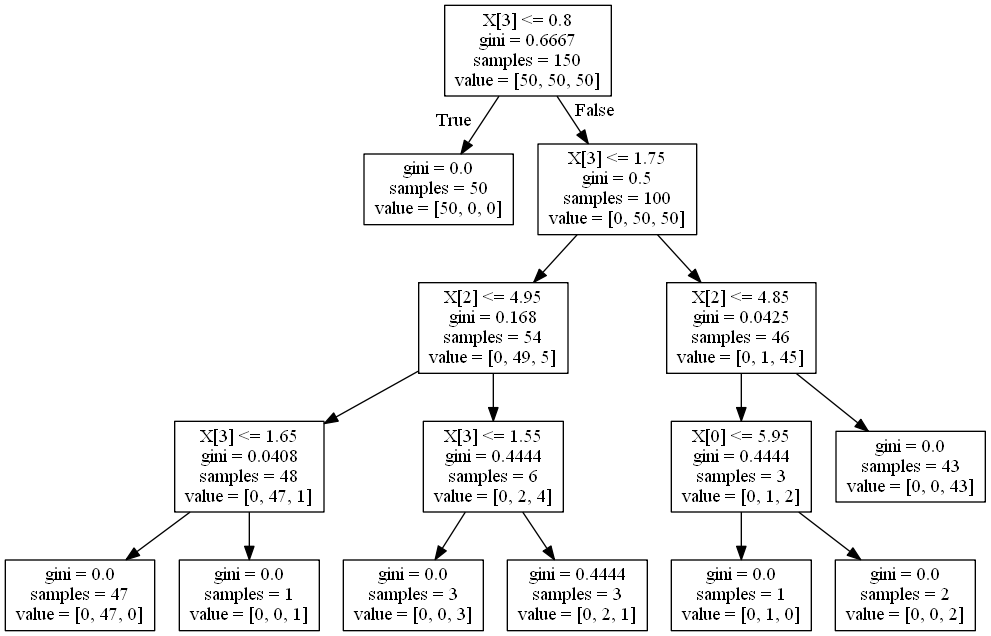 X[3] <= 0.8
gini = 0.6667
samples = 150
value = [50, 50, 50]
True
False
gini = 0.0
samples = 50
value = [50, 0, 0]
X[3] <= 1.75
gini = 0.5
samples = 100
value = [0, 50, 50]
X[2] <= 4.95
gini = 0.168
samples = 54
value = [0, 49, 5]
X[2] <= 4.85
gini = 0.0425
samples = 46
value = [0, 1, 45]
X[3] <= 1.65
gini = 0.0408
samples = 48
value = [0, 47, 1]
X[3] <= 1.55
gini = 0.4444
samples = 6
value = [0, 2, 4]
X[0] <= 5.95
gini = 0.4444
samples = 3
value = [0, 1, 2]
gini = 0.0
samples = 43
value = [0, 0, 43]
gini = 0.0
samples = 47
value = [0, 47, 0]
gini = 0.0
samples = 1
value = [0, 0, 1]
gini = 0.0
samples = 3
value = [0, 0, 3]
gini = 0.4444
samples = 3
value = [0, 2, 1]
gini = 0.0
samples = 1
value = [0, 1, 0]
gini = 0.0
samples = 2
value = [0, 0, 2]